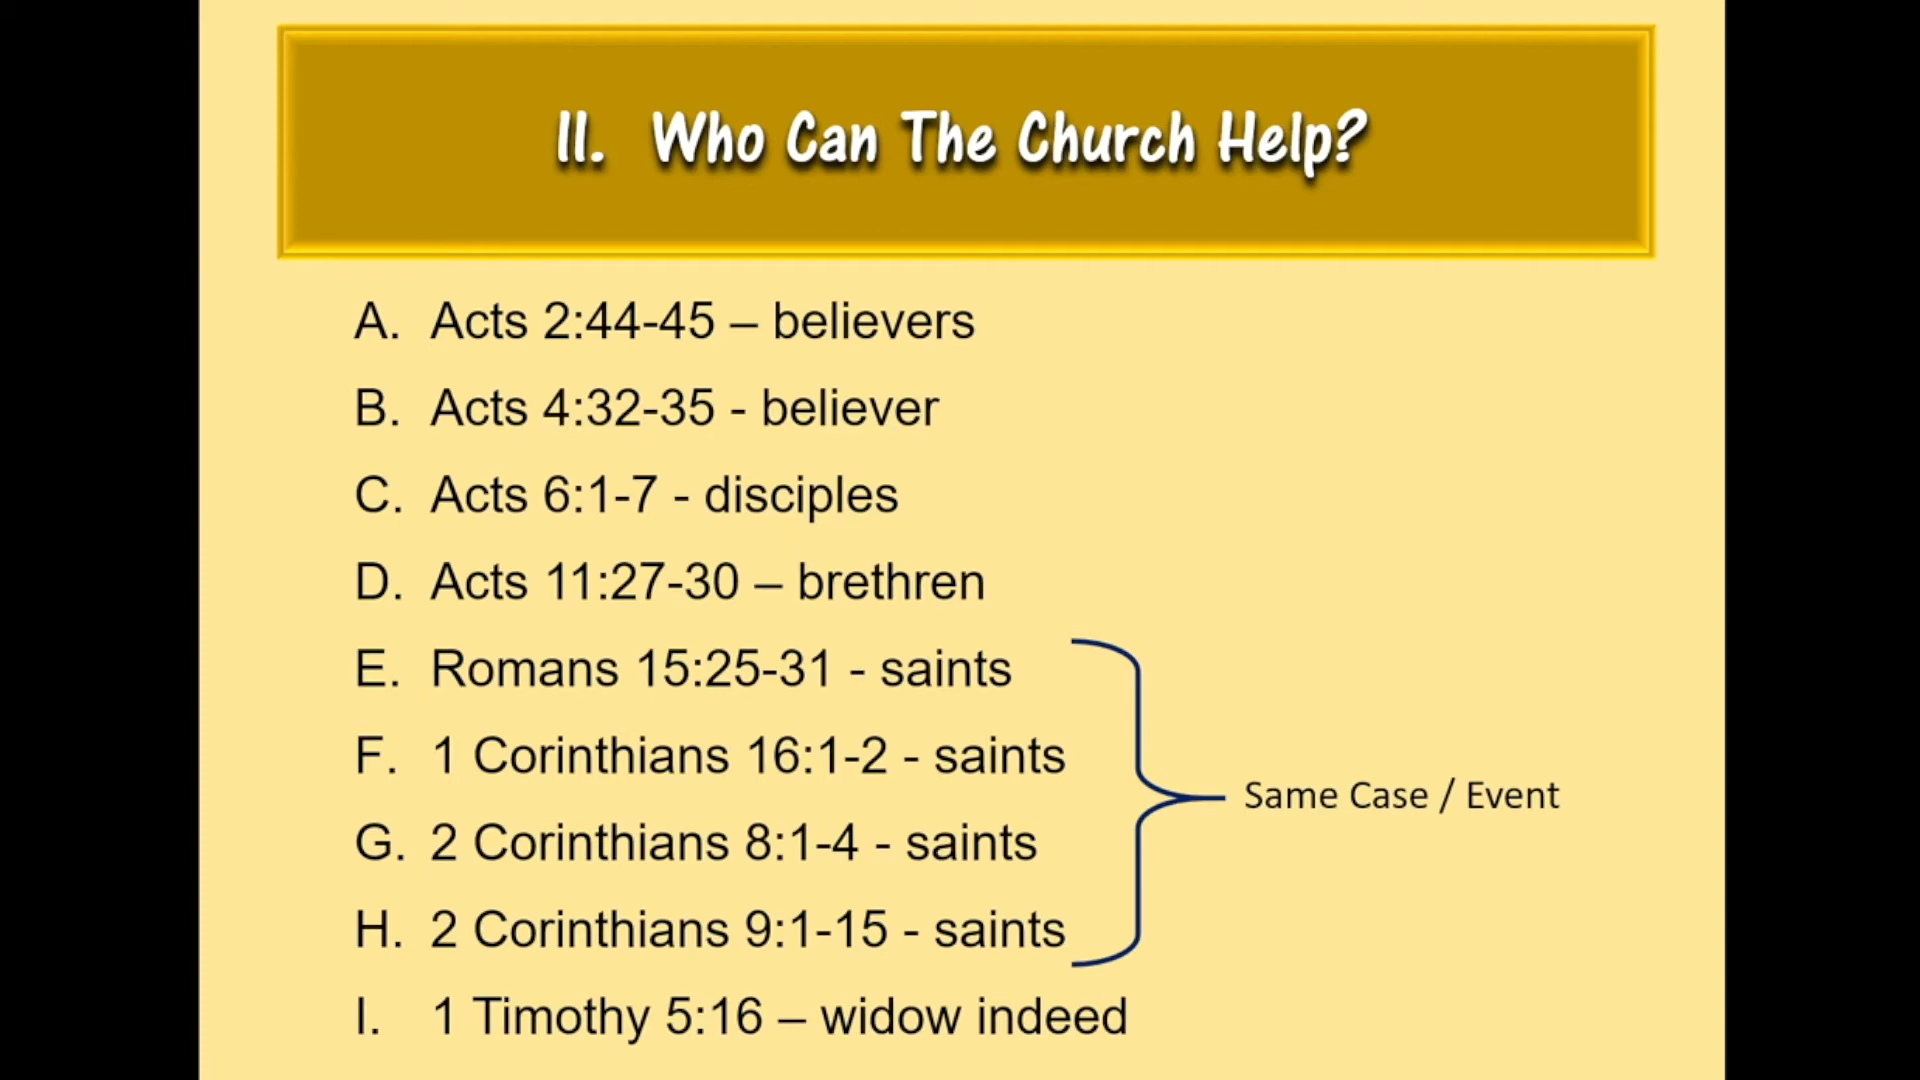 II. Who Can The Church Help?
A. Acts 2:44-45 – believers
B. Acts 4:32-35 - believer
C. Acts 6:1-7 - disciples
D. Acts 11:27-30 – brethren
E. Romans 15:25-31 - saints
F. 1 Corinthians 16:1-2 - saints
Same Case / Event
G. 2 Corinthians 8:1-4 - saints
H. 2 Corinthians 9:1-15 - saints
I. 1 Timothy 5:16 – widow indeed